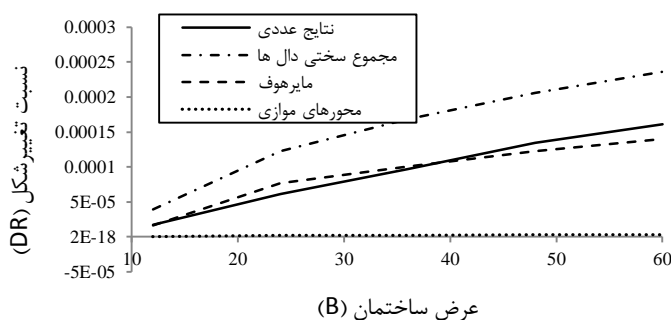 0.0003
0.00025
0.0002
0.00015
0.0001
5E-05
2E-18
-5E-05
نسبت تغییرشکل (DR)
نتایج عددی
مجموع سختی دال ها
مایرهوف
محورهای موازی
10 20 30 40 50 60
عرض ساختمان (B)